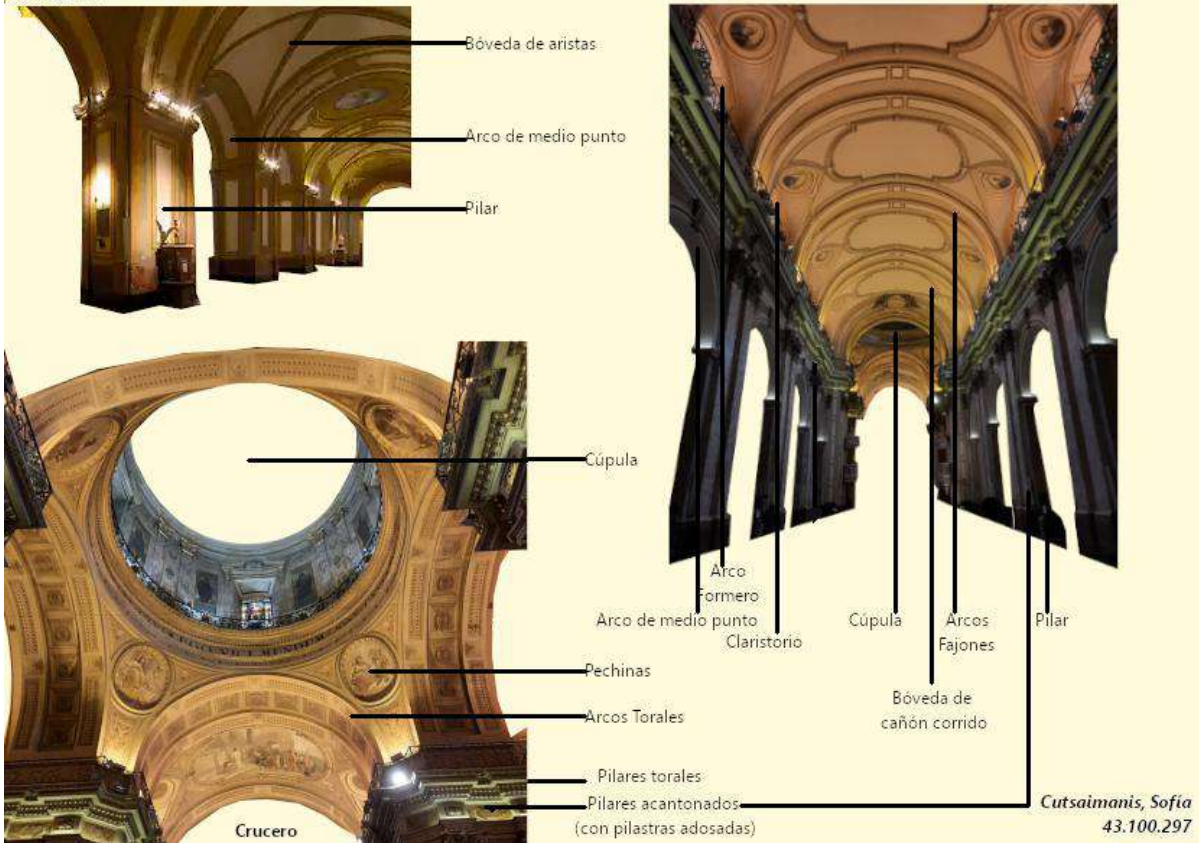 Bóveda de aristas
Arco de medio punto
Pilar
Cúpula
Pechinas
Arcos Torales
Pilares torales
Pilares acantonados
(con pilastras adosadas)
Crucero
Arco
Formero
Arco de medio punto
Claristorió
Cúpula
Arcos
Fajones
Pilar
Bóveda de
cañón corrido
Cutsaimanis, Sofía
43.100.297